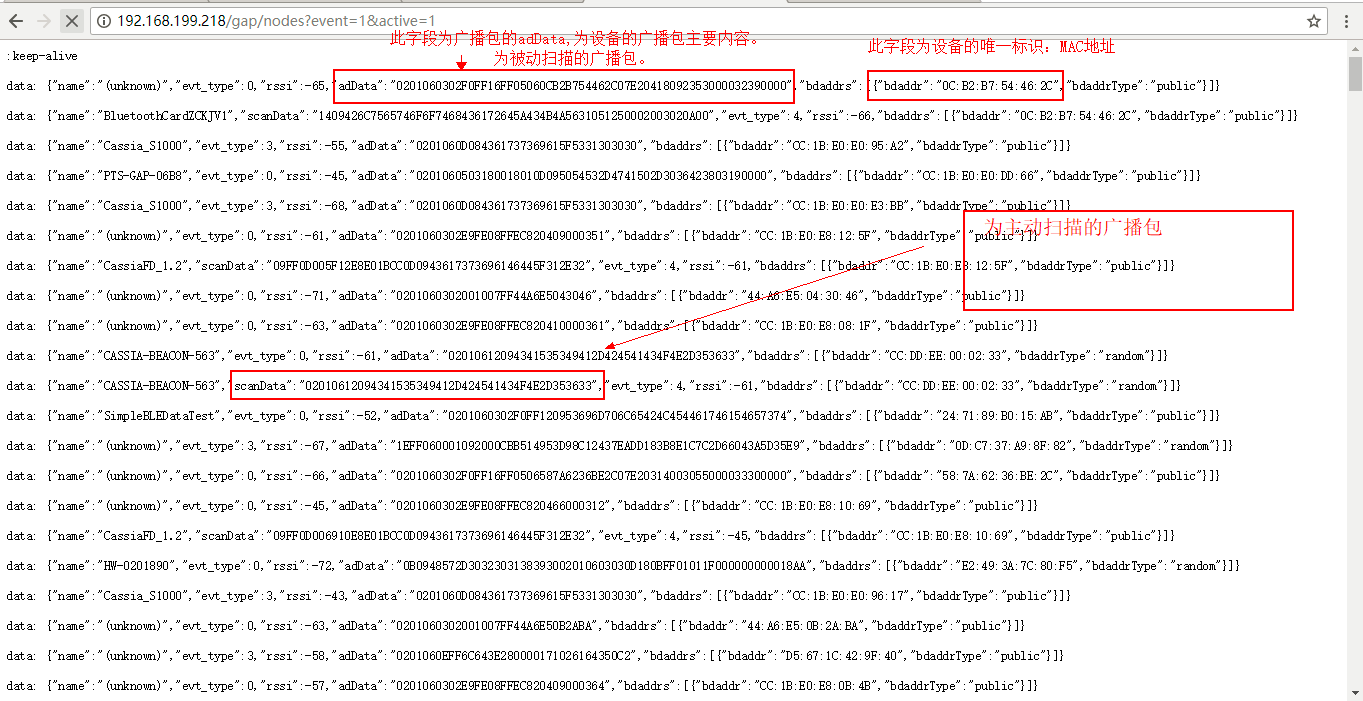 192.168.199.218/gap/nodes?event=1&active=1
此字段为广播包的adData,为设备的广播包主要内容。
为被动扫描的广播包。
此字段为设备的唯一标识：MAC地址
:keep-alive
data: {"name":"(unknown)","evt_type":0,"rssi":-65,"adData":"0201060302F0FF16FF05060CB2B754462C07E20418092353000032390000","bdaddrs":[{"bdaddr":"0C:B2:B7:54:46:2C","bdaddrType":"public"}]}
data: {"name":"BluetoothCardZCKJV1","scanData":"1409426C7565746F6F7468436172645A434B4A5631051250002003020A00","evt_type":4,"rssi":-66,"bdaddrs":[{"bdaddr":"0C:B2:B7:54:46:2C","bdaddrType":"public"}]}
data: {"name":"Cassia_S1000","evt_type":3,"rssi":-55,"adData":"0201060D084361737369615F5331303030","bdaddrs":[{"bdaddr":"CC:1B:E0:E0:95:A2","bdaddrType":"public"}]}
data: {"name":"PTS-GAP-06B8","evt_type":0,"rssi":-45,"adData":"0201060503180018010D095054532D4741502D3036423803190000","bdaddrs":[{"bdaddr":"CC:1B:E0:E0:DD:66","bdaddrType":"public"}]}
data: {"name":"Cassia_S1000","evt_type":3,"rssi":-68,"adData":"0201060D084361737369615F5331303030","bdaddrs":[{"bdaddr":"CC:1B:E0:E0:E3:BB","bdaddrType":"public"}]}
为主动扫描的广播包
data: {"name":"(unknown)","evt_type":0,"rssi":-61,"adData":"0201060302E9FE08FFEC820409000351","bdaddrs":[{"bdaddr":"CC:1B:E0:E8:12:5F","bdaddrType":"public"}]}
data: {"name":"CassiaFD_1.2","scanData":"09FF0D005F12E8E01BCC0D0943617373696146445F312E32","evt_type":4,"rssi":-61,"bdaddrs":[{"bdaddr":"CC:1B:E0:E8:12:5F","bdaddrType":"public"}]}
data: {"name":"(unknown)","evt_type":0,"rssi":-71,"adData":"0201060302001007FF44A6E5043046","bdaddrs":[{"bdaddr":"44:A6:E5:04:30:46","bdaddrType":"public"}]}
data: {"name":"(unknown)","evt_type":0,"rssi":-63,"adData":"0201060302E9FE08FFEC820410000361","bdaddrs":[{"bdaddr":"CC:1B:E0:E8:08:1F","bdaddrType":"public"}]}
data: {"name":"CASSIA-BEACON-563","evt_type":0,"rssi":-61,"adData":"02010612094341535349412D424541434F4E2D353633","bdaddrs":[{"bdaddr":"CC:DD:EE:00:02:33","bdaddrType":"random"}]}
data: {"name":"CASSIA-BEACON-563","scanData":"02010612094341535349412D424541434F4E2D353633","evt_type":4,"rssi":-61,"bdaddrs":[{"bdaddr":"CC:DD:EE:00:02:33","bdaddrType":"random"}]}
data: {"name":"SimpleBLEDataTest","evt_type":0,"rssi":-52,"adData":"0201060302F0FF120953696D706C65424C454461746154657374","bdaddrs":[{"bdaddr":"24:71:89:B0:15:AB","bdaddrType":"public"}]}
data: {"name":"(unknown)","evt_type":3,"rssi":-67,"adData":"1EFF060001092000CBB514953D98C12437EADD183B8E1C7C2D66043A5D35E9","bdaddrs":[{"bdaddr":"0D:C7:37:A9:8F:82","bdaddrType":"random"}]}
data: {"name":"(unknown)","evt_type":0,"rssi":-66,"adData":"0201060302F0FF16FF0506587A6236BE2C07E20314003055000033300000","bdaddrs":[{"bdaddr":"58:7A:62:36:BE:2C","bdaddrType":"public"}]}
data: {"name":"(unknown)","evt_type":0,"rssi":-45,"adData":"0201060302E9FE08FFEC820466000312","bdaddrs":[{"bdaddr":"CC:1B:E0:E8:10:69","bdaddrType":"public"}]}
data: {"name":"CassiaFD_1.2","scanData":"09FF0D006910E8E01BCC0D0943617373696146445F312E32","evt_type":4,"rssi":-45,"bdaddrs":[{"bdaddr":"CC:1B:E0:E8:10:69","bdaddrType":"public"}]}
data: {"name":"HW-0201890","evt_type":0,"rssi":-72,"adData":"0B0948572D303230313839300201060303​0D180BFF01011F000000000018AA","bdaddrs":[{"bdaddr":"E2:49:3A:7C:80:F5","bdaddrType":"random"}]}
data: {"name":"Cassia_S1000","evt_type":3,"rssi":-43,"adData":"0201060D084361737369615F5331303030","bdaddrs":[{"bdaddr":"CC:1B:E0:E0:96:17","bdaddrType":"public"}]}
data: {"name":"(unknown)","evt_type":0,"rssi":-63,"adData":"0201060302001007FF44A6E50B2ABA","bdaddrs":[{"bdaddr":"44:A6:E5:0B:2A:BA","bdaddrType":"public"}]}
data: {"name":"(unknown)","evt_type":3,"rssi":-58,"adData":"0201060EFF6C643E280000171026164350C2","bdaddrs":[{"bdaddr":"D5:67:1C:42:9F:40","bdaddrType":"public"}]}
data: {"name":"(unknown)","evt_type":0,"rssi":-57,"adData":"0201060302E9FE08FFEC820409000364","bdaddrs":[{"bdaddr":"CC:1B:E0:E8:0B:4B","bdaddrType":"public"}]}